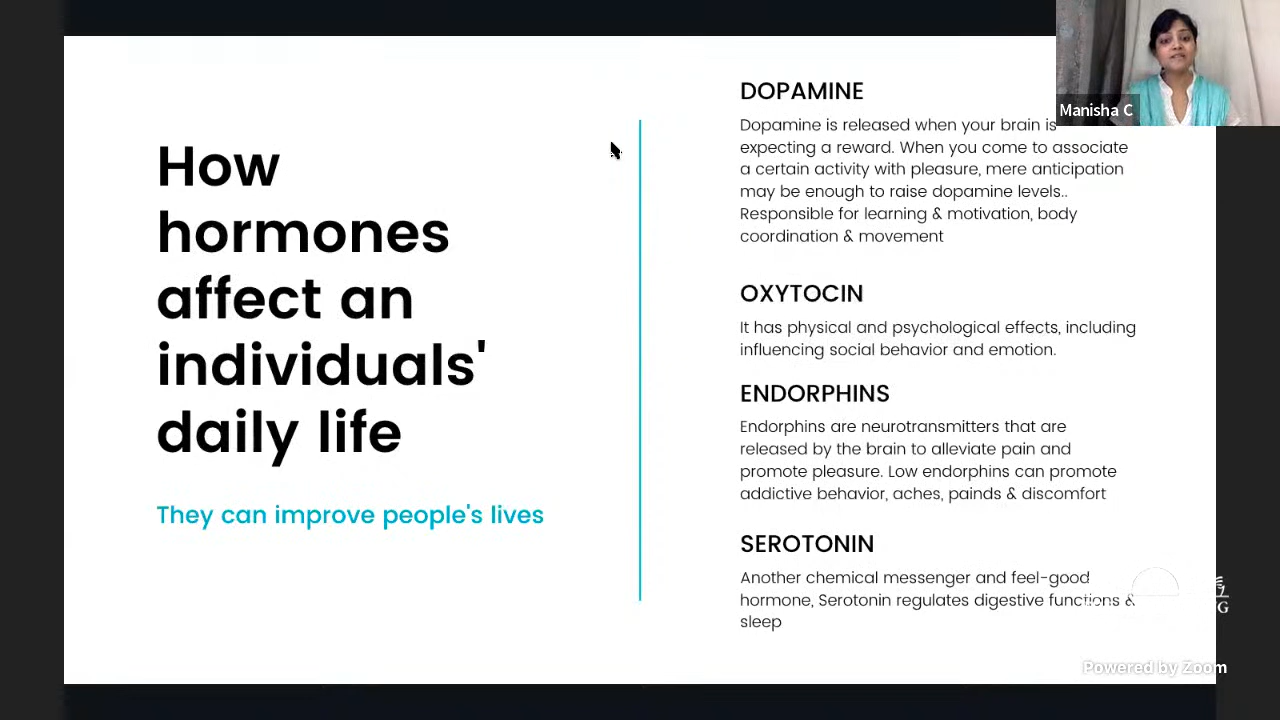 How
hormones
affect an
individuals'
daily life
They can improve people's lives
DOPAMINE
Dopamine is released when your brain is
expecting a reward. When you come to associate
a certain activity with pleasure, mere anticipation
may be enough to raise dopamine levels..
Responsible for learning & motivation, body
coordination & movement
OXYTOCIN
It has physical and psychological effects, including
influencing social behavior and emotion.
ENDORPHINS
Endorphins are neurotransmitters that are
released by the brain to alleviate pain and
promote pleasure. Low endorphins can promote
addictive behavior, aches, painds & discomfort
SEROTONIN
Another chemical messenger and feel-good
hormone, Serotonin regulates digestive functions &
sleep
Manisha C
Powered by Zoom